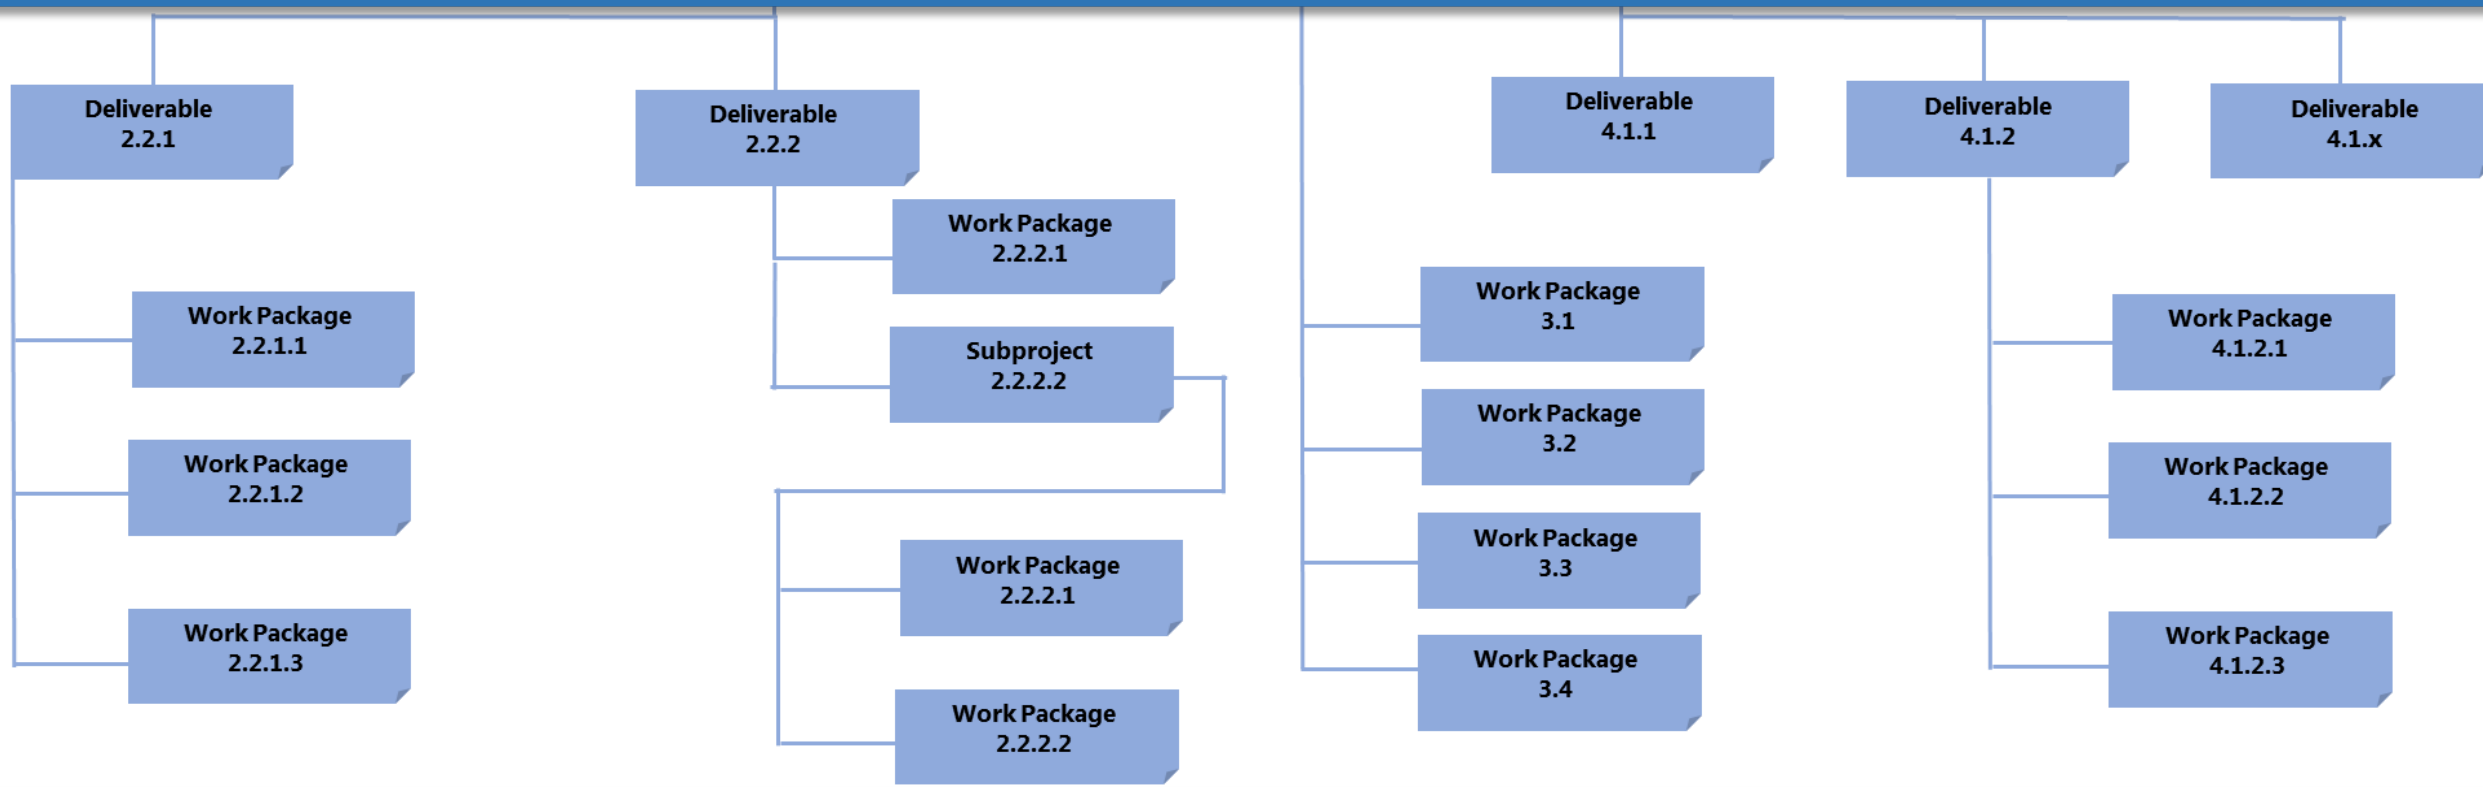 Deliverable
2.2.1
Deliverable
2.2.2
Deliverable
4.1.1
Deliverable
4.1.2
Deliverable
4.1.x
Work Package
2.2.1.1
Work Package
2.2.1.2
Work Package
2.2.1.3
Work Package
2.2.2.1
Subproject
2.2.2.2
Work Package
2.2.2.1
Work Package
2.2.2.2
Work Package
3.1
Work Package
3.2
Work Package
3.3
Work Package
3.4
Work Package
4.1.2.1
Work Package
4.1.2.2
Work Package
4.1.2.3